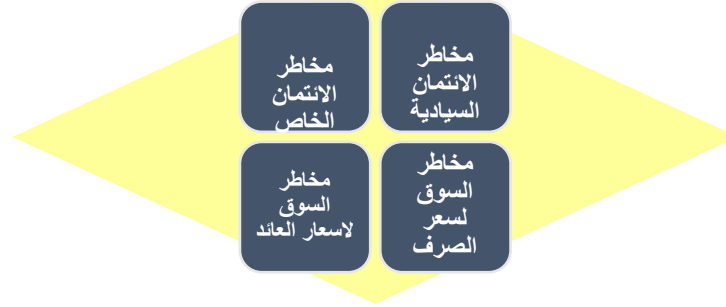 مخاطر
الائتمان
السيادية
مخاطر
الائتمان
الخاص
مخاطر
السوق
لسعر
الصرف
مخاطر
السوق
لاسعار العائد